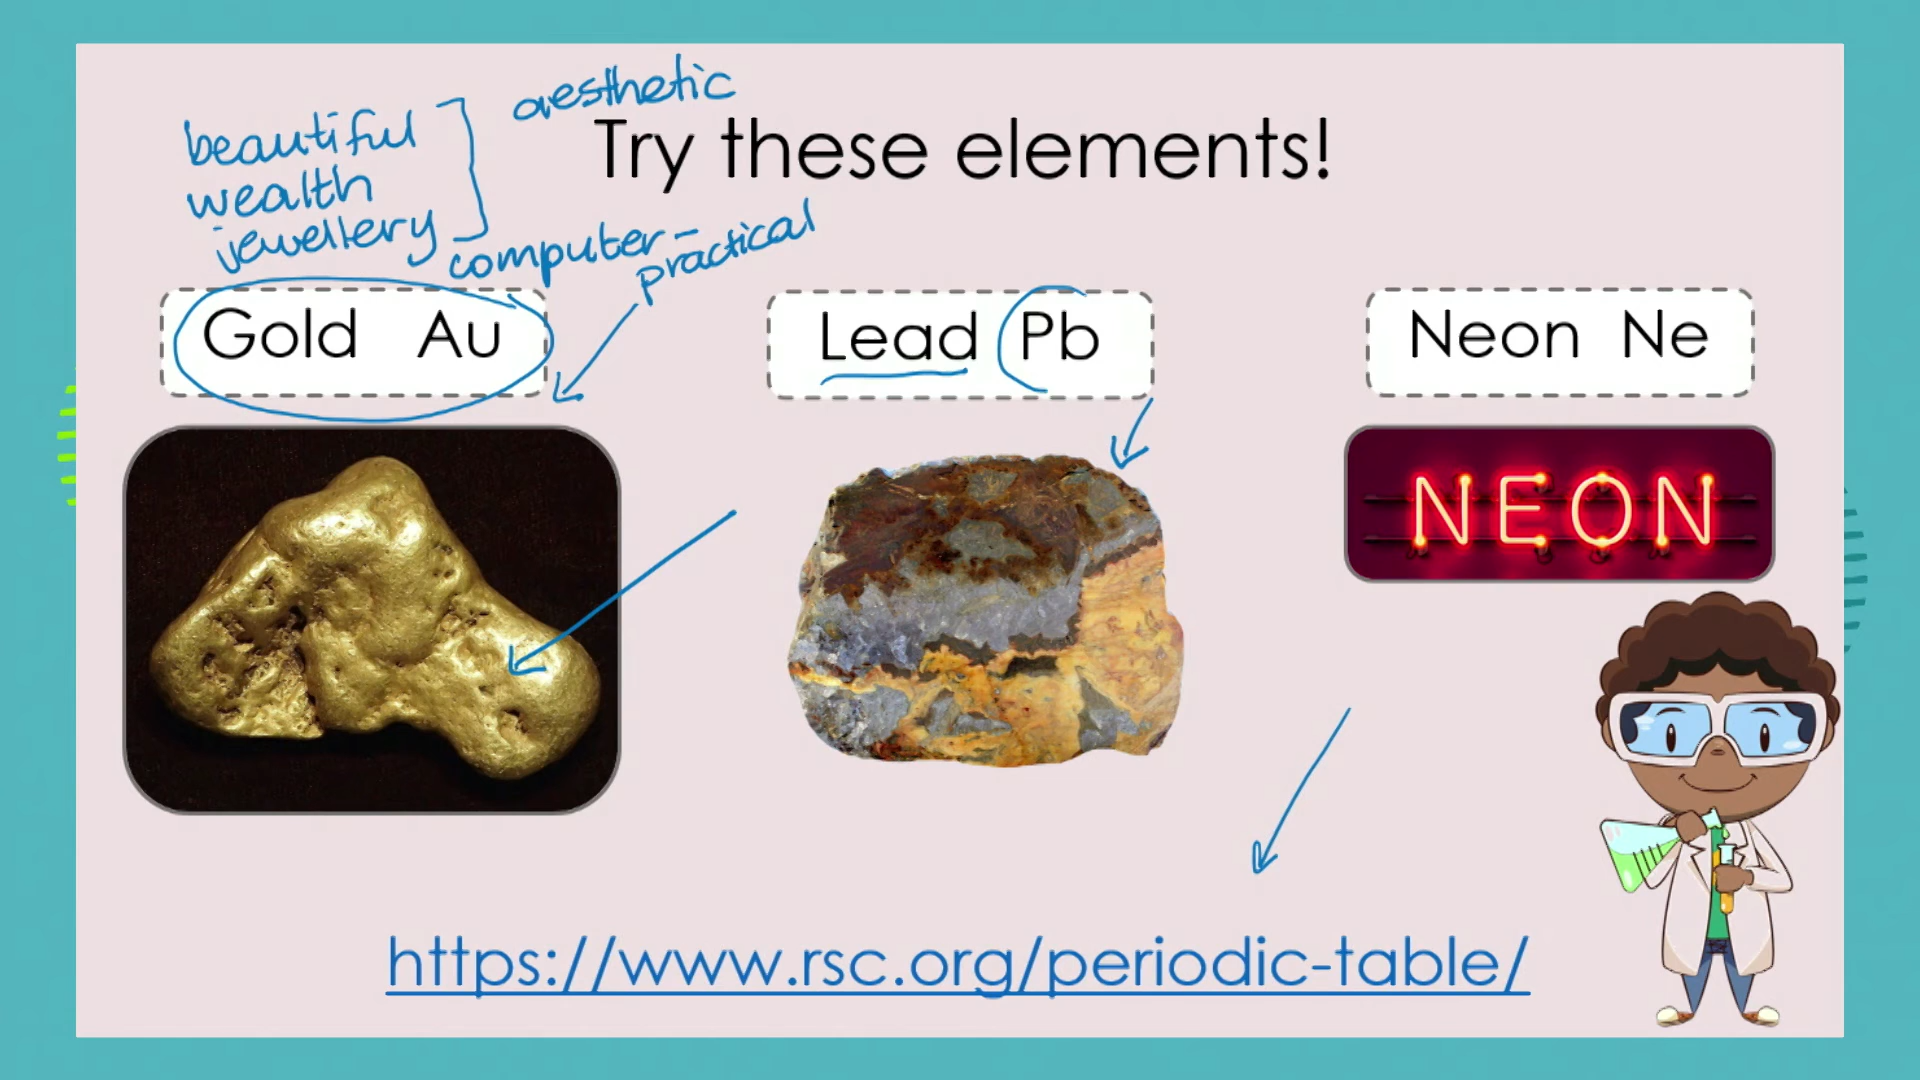 aesthetic
beautiful
wealth
jewellery
Try these elements!
computer-
practical
Gold Au
Lead Pb
Neon Ne
NEON
https://www.rsc.org/periodic-table/